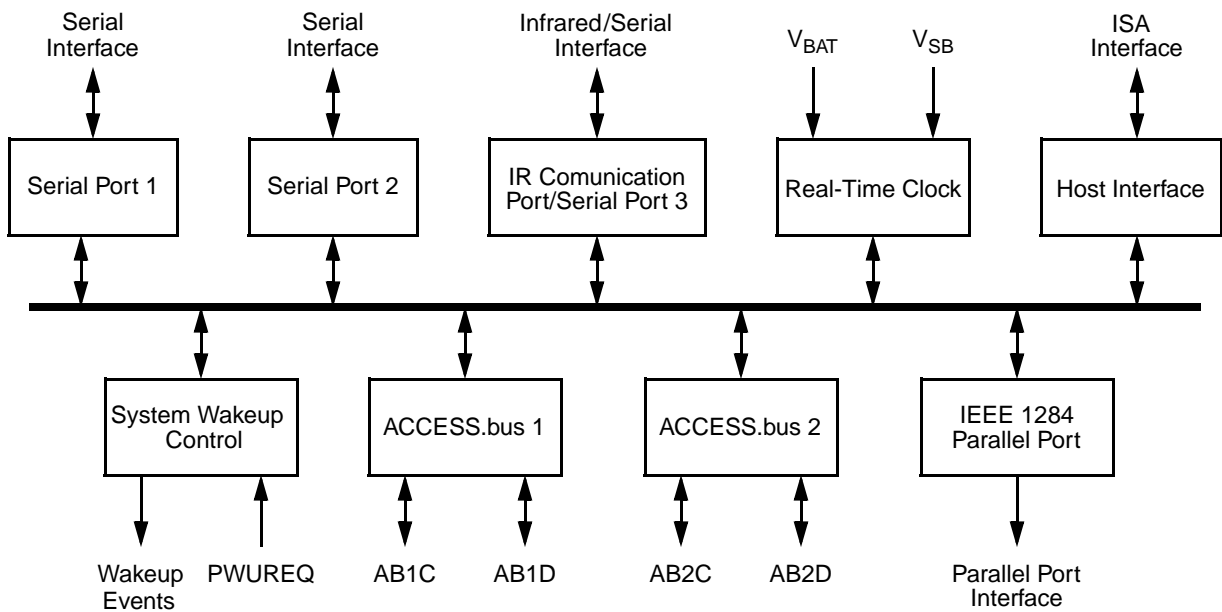 Serial
Interface
Serial
Interface
Infrared/Serial
Interface
VBAT
VSB
ISA
Interface
Serial Port 1
Serial Port 2
IR Comunication
Port/Serial Port 3
Real-Time Clock
Host Interface
System Wakeup
Control
ACCESS.bus 1
ACCESS.bus 2
IEEE 1284
Parallel Port
Wakeup
Events
PWUREQ
AB1C
AB1D
AB2C
AB2D
Parallel Port
Interface